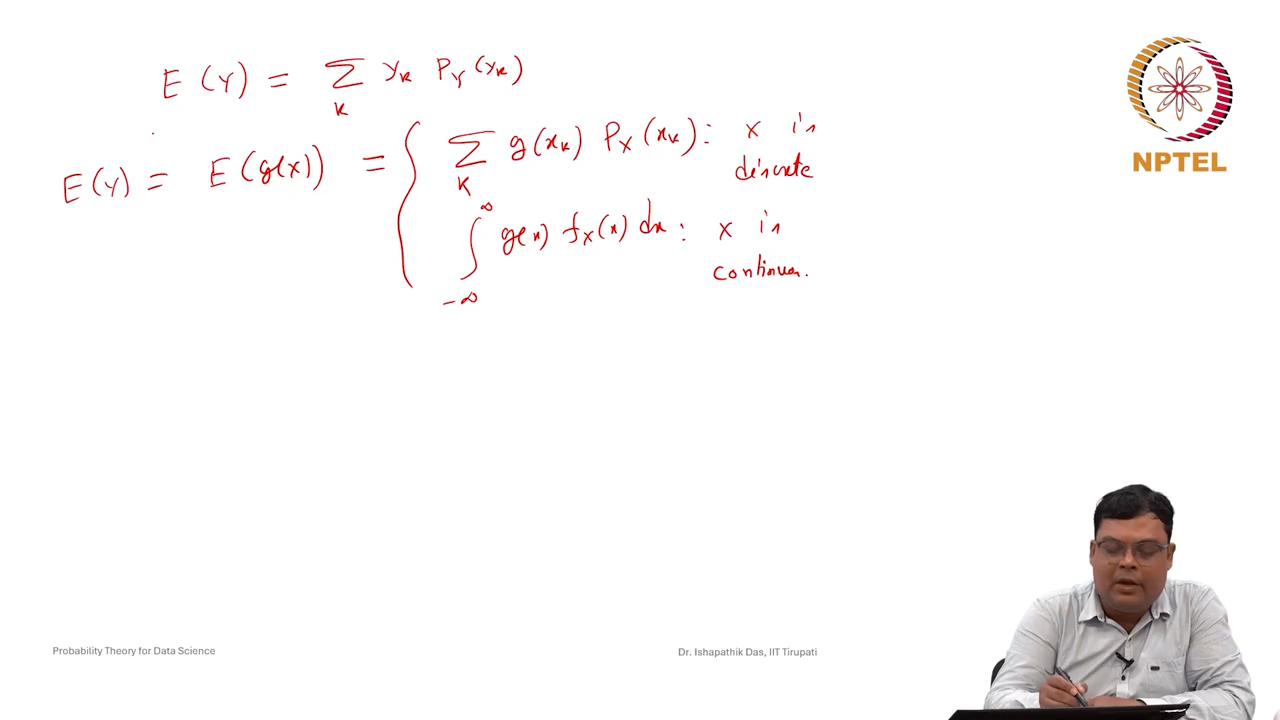 E (Y) = Σ_k y_k P_Y (y_k)
E(Y) = E(g(X)) = { Σ_k g(x_k) P_X (x_k) : X is discrete
∫_{-∞}^{∞} g(x) f_X (x) dx : X is
NPTEL
Probability Theory for Data Science
Dr. Ishapathik Das, IIT Tirupati